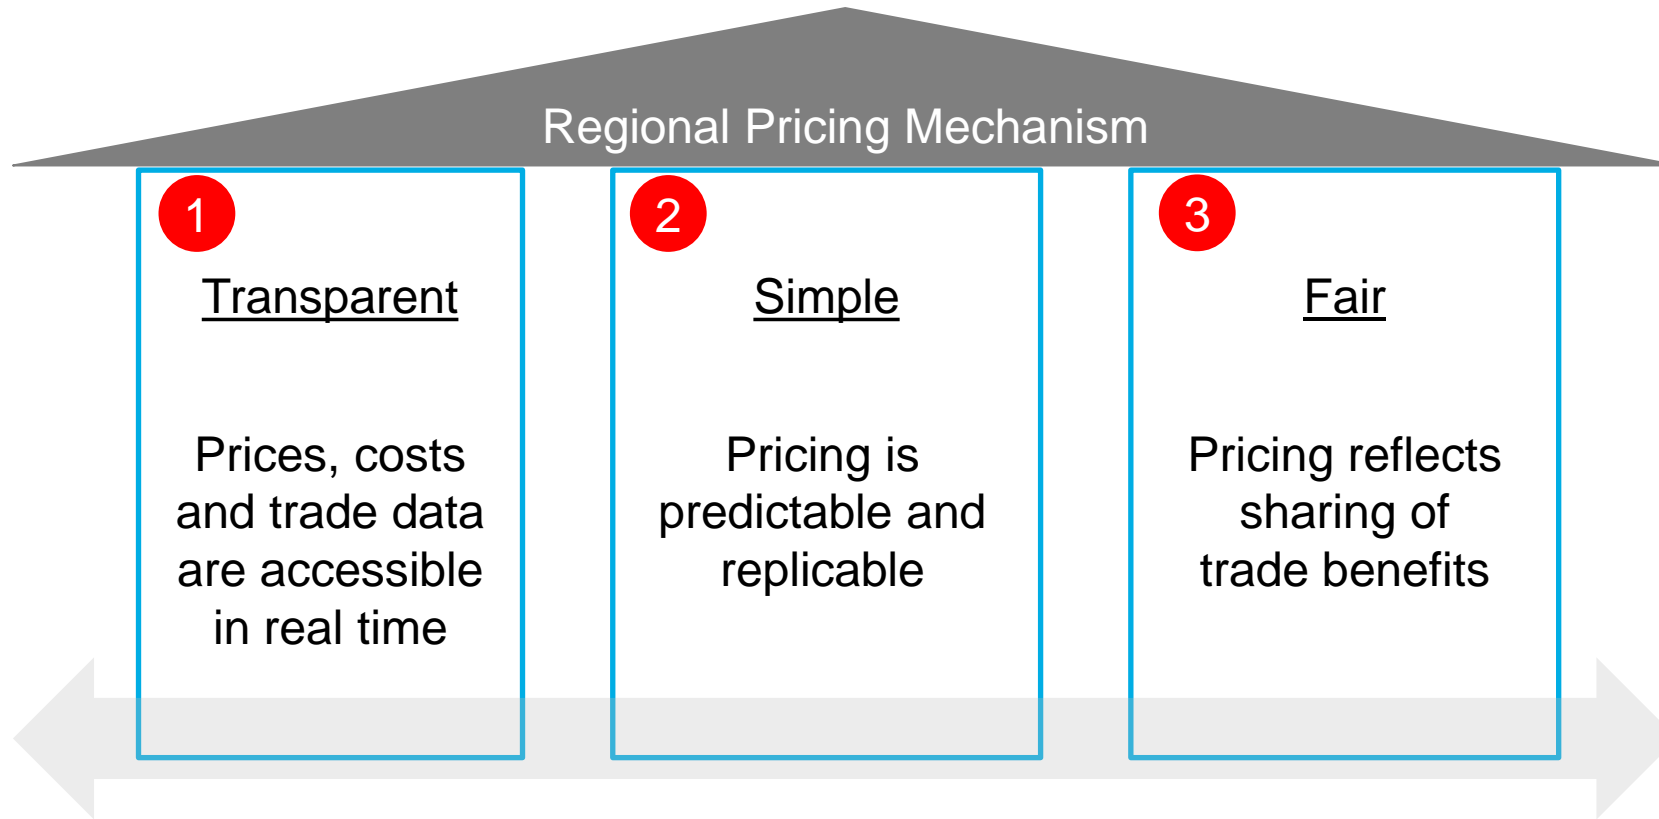 Regional Pricing Mechanism
1
Transparent
Prices, costs
and trade data
are accessible
in real time
2
Simple
Pricing is
predictable and
replicable
3
Fair
Pricing reflects
sharing of
trade benefits